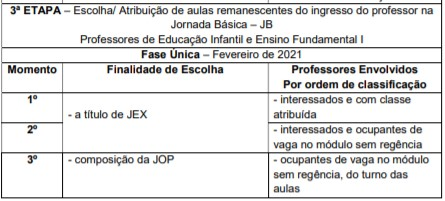 3ª ETAPA – Escolha/ Atribuição de aulas remanescentes do ingresso do professor na
Jornada Básica – JB
Professores de Educação Infantil e Ensino Fundamental I
Fase Única – Fevereiro de 2021
Momento
Finalidade de Escolha
Professores Envolvidos
Por ordem de classificação
1º
- a título de JEX
- interessados e com classe
atribuída
2º
- interessados e ocupantes de
vaga no módulo sem regência
3º
- composição da JOP
- ocupantes de vaga no módulo
sem regência, do turno das
aulas